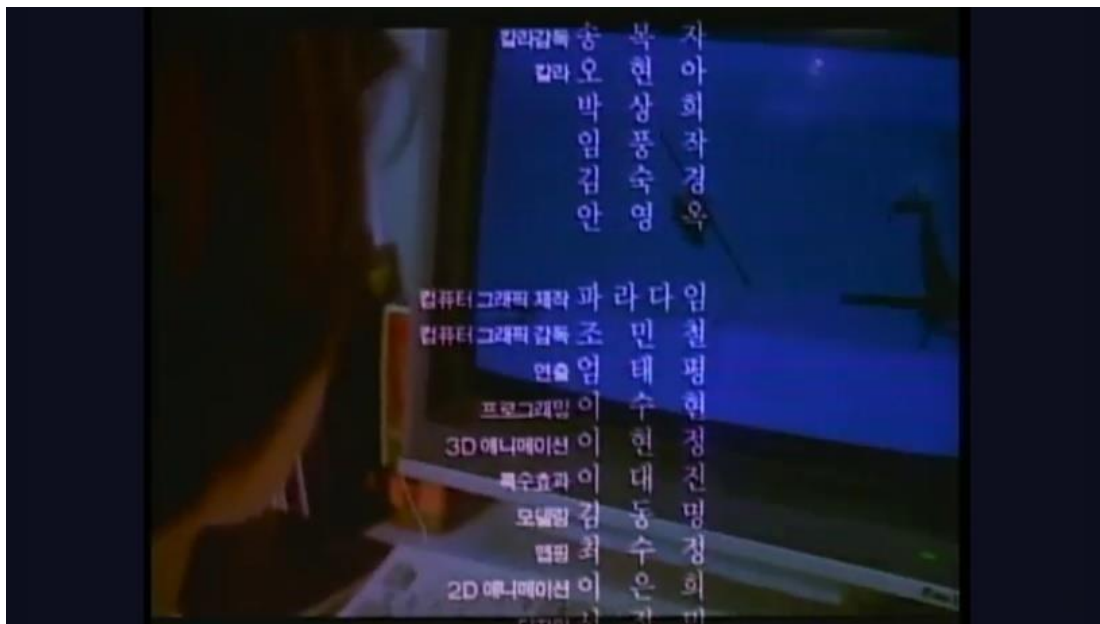 칼라감독 송 복 자
칼라 오 현 아
박 상 희
임 풍 작
김 숙 경
안 영 옥
컴퓨터 그래픽 제작 파 라 다 임
컴퓨터 그래픽 감독 조 민 철
연출 엄 태 평
프로그래밍 이 수 현
3D 애니메이션 이 현 정
특수효과 이 대 진
모델링 김 동 명
맵핑 최 수 정
2D 애니메이션 이 은 희